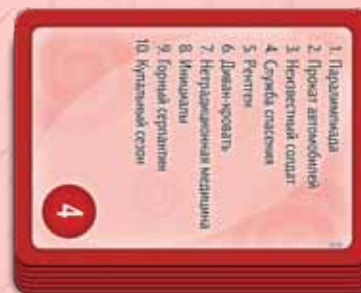 1. Паралимпиада
2. Прокат автомобилей
3. Неизвестный солдат
4. Служба спасения
5. Рентген
6. Диван-кровать
7. Нетрадиционная медицина
8. Инициалы
9. Горный серпантин
10. Купальный сезон
4